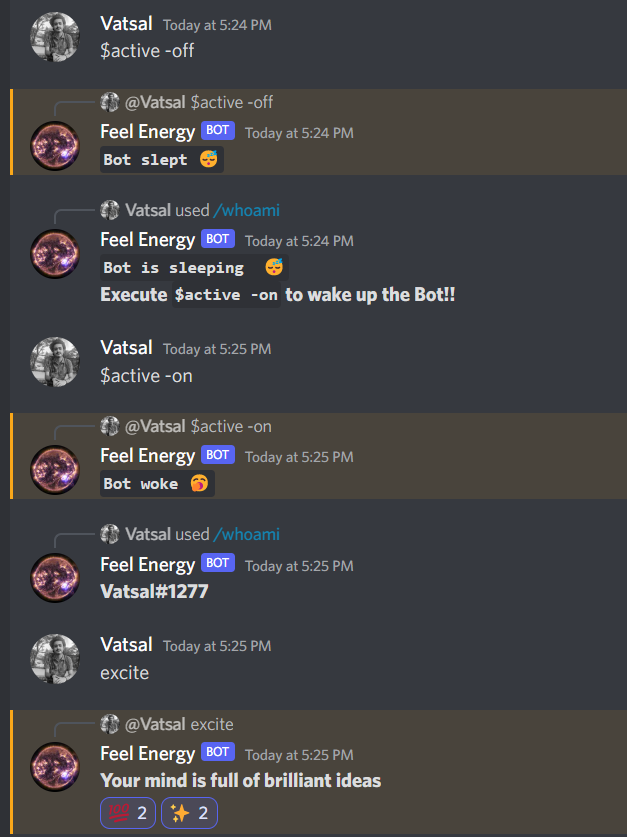 Vatsal Today at 5:24 PM
$active -off
@Vatsal $active -off
Feel Energy BOT Today at 5:24 PM
Bot slept 😴
Vatsal used /whoami
Feel Energy BOT Today at 5:24 PM
Bot is sleeping 😴
Execute $active -on to wake up the Bot!!
Vatsal Today at 5:25 PM
$active -on
@Vatsal $active -on
Feel Energy BOT Today at 5:25 PM
Bot woke 🥱
Vatsal used /whoami
Feel Energy BOT Today at 5:25 PM
Vatsal#1277
Vatsal Today at 5:25 PM
excite
@Vatsal excite
Feel Energy BOT Today at 5:25 PM
Your mind is full of brilliant ideas
💯 2 ✨ 2